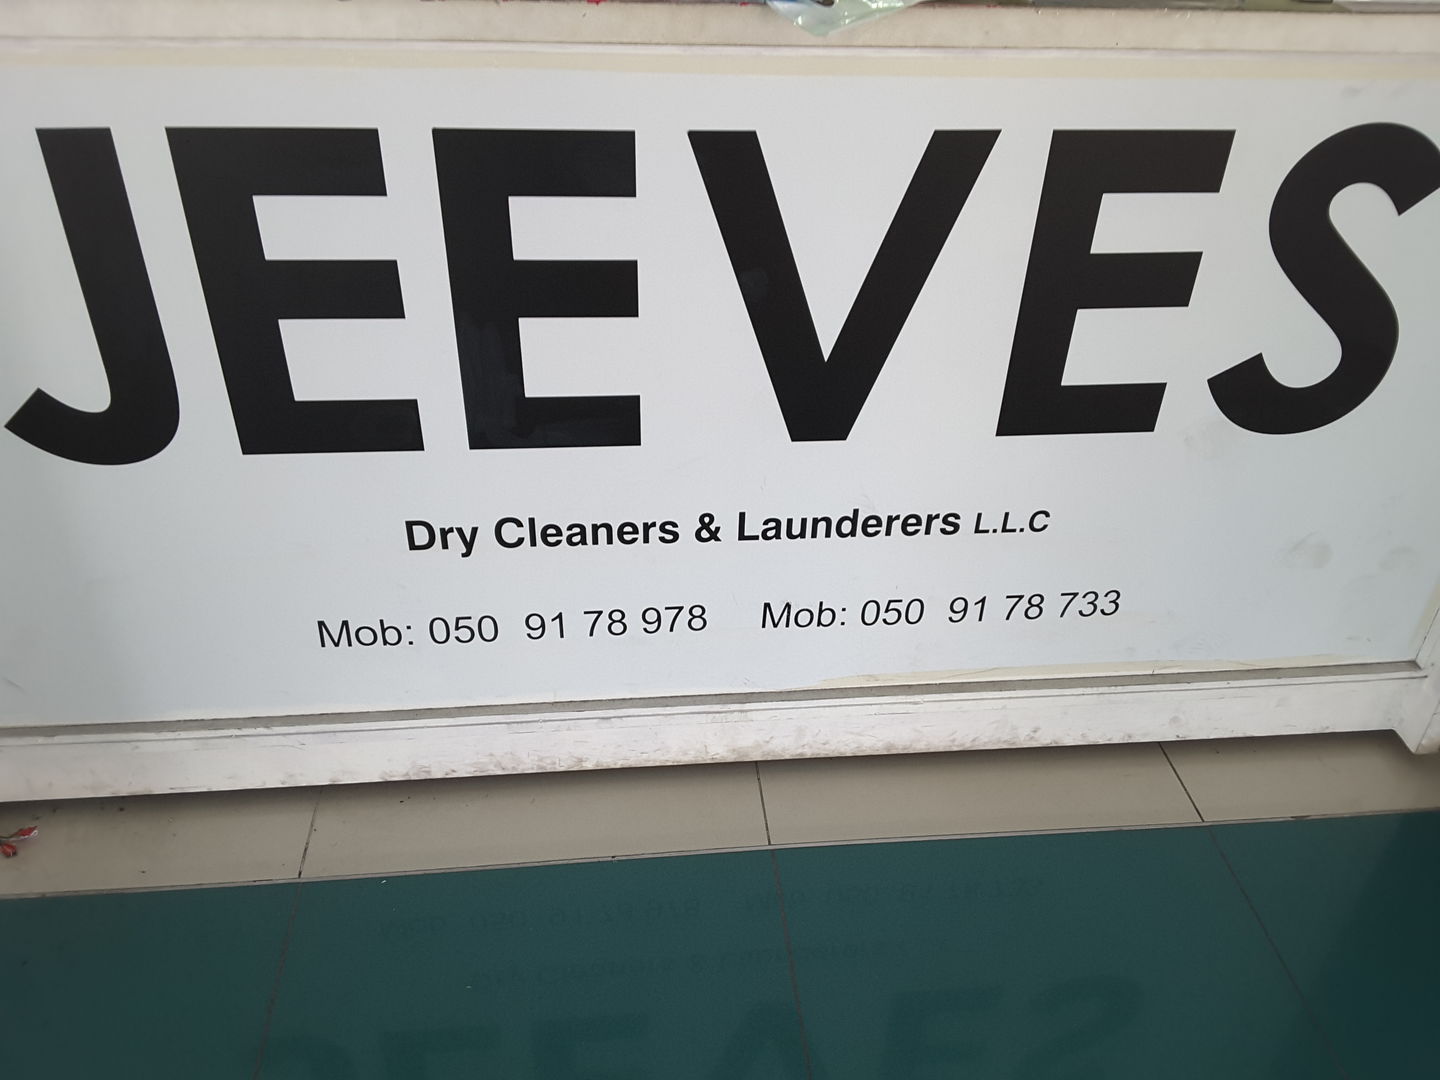 JEEVES
Dry Cleaners & Launderers L.L.C
Mob: 050 91 78 978 Mob: 050 91 78 733